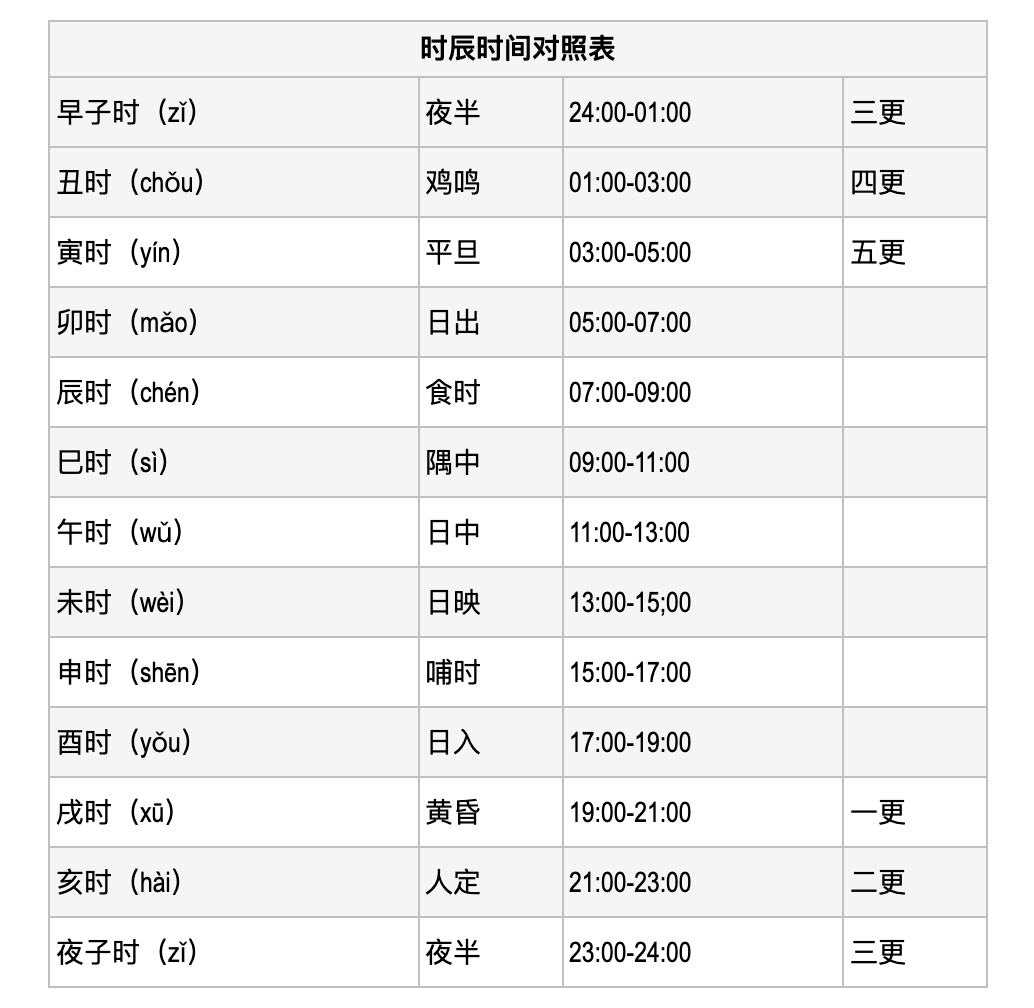 时辰时间对照表
早子时（zǐ） 夜半 24:00-01:00 三更
丑时（chǒu） 鸡鸣 01:00-03:00 四更
寅时（yín） 平旦 03:00-05:00 五更
卯时（mǎo） 日出 05:00-07:00
辰时（chén） 食时 07:00-09:00
巳时（sì） 隅中 09:00-11:00
午时（wǔ） 日中 11:00-13:00
未时（wèi） 日映 13:00-15;00
申时（shēn） 哺时 15:00-17:00
酉时（yǒu） 日入 17:00-19:00
戌时（xū） 黄昏 19:00-21:00 一更
亥时（hài） 人定 21:00-23:00 二更
夜子时（zǐ） 夜半 23:00-24:00 三更